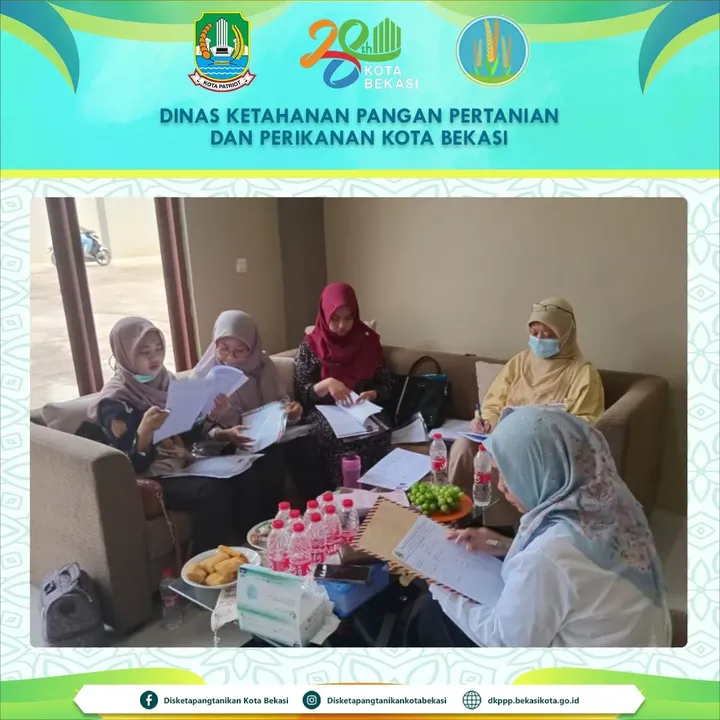 KOTA PATRIOT
28th
KOTA
BEKASI
DINAS KETAHANAN PANGAN PERTANIAN
DAN PERIKANAN KOTA BEKASI
Disketapangtanikan Kota Bekasi
Disketapangtanikankotabekasi
dkppp.bekasikota.go.id